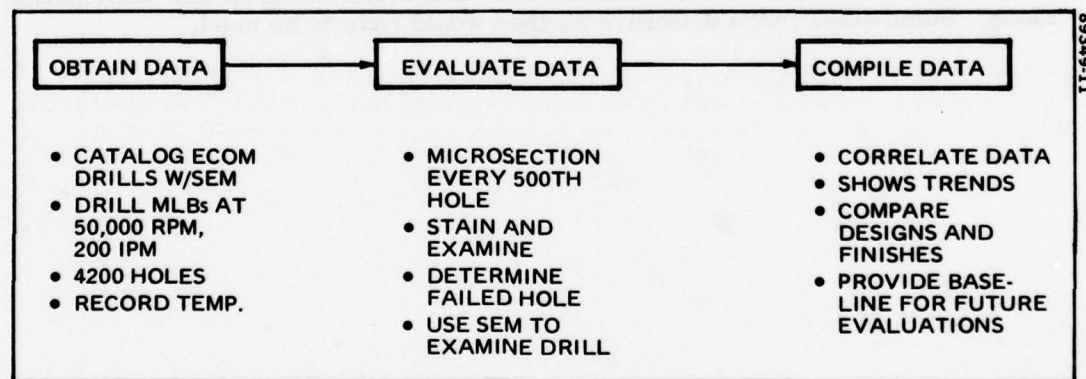 OBTAIN DATA
EVALUATE DATA
COMPILE DATA
• CATALOG ECOM
DRILLS W/SEM
• DRILL MLBs AT
50,000 RPM,
200 IPM
• 4200 HOLES
• RECORD TEMP.
• MICROSECTION
EVERY 500TH
HOLE
• STAIN AND
EXAMINE
• DETERMINE
FAILED HOLE
• USE SEM TO
EXAMINE DRILL
• CORRELATE DATA
• SHOWS TRENDS
• COMPARE
DESIGNS AND
FINISHES
• PROVIDE BASE-
LINE FOR FUTURE
EVALUATIONS